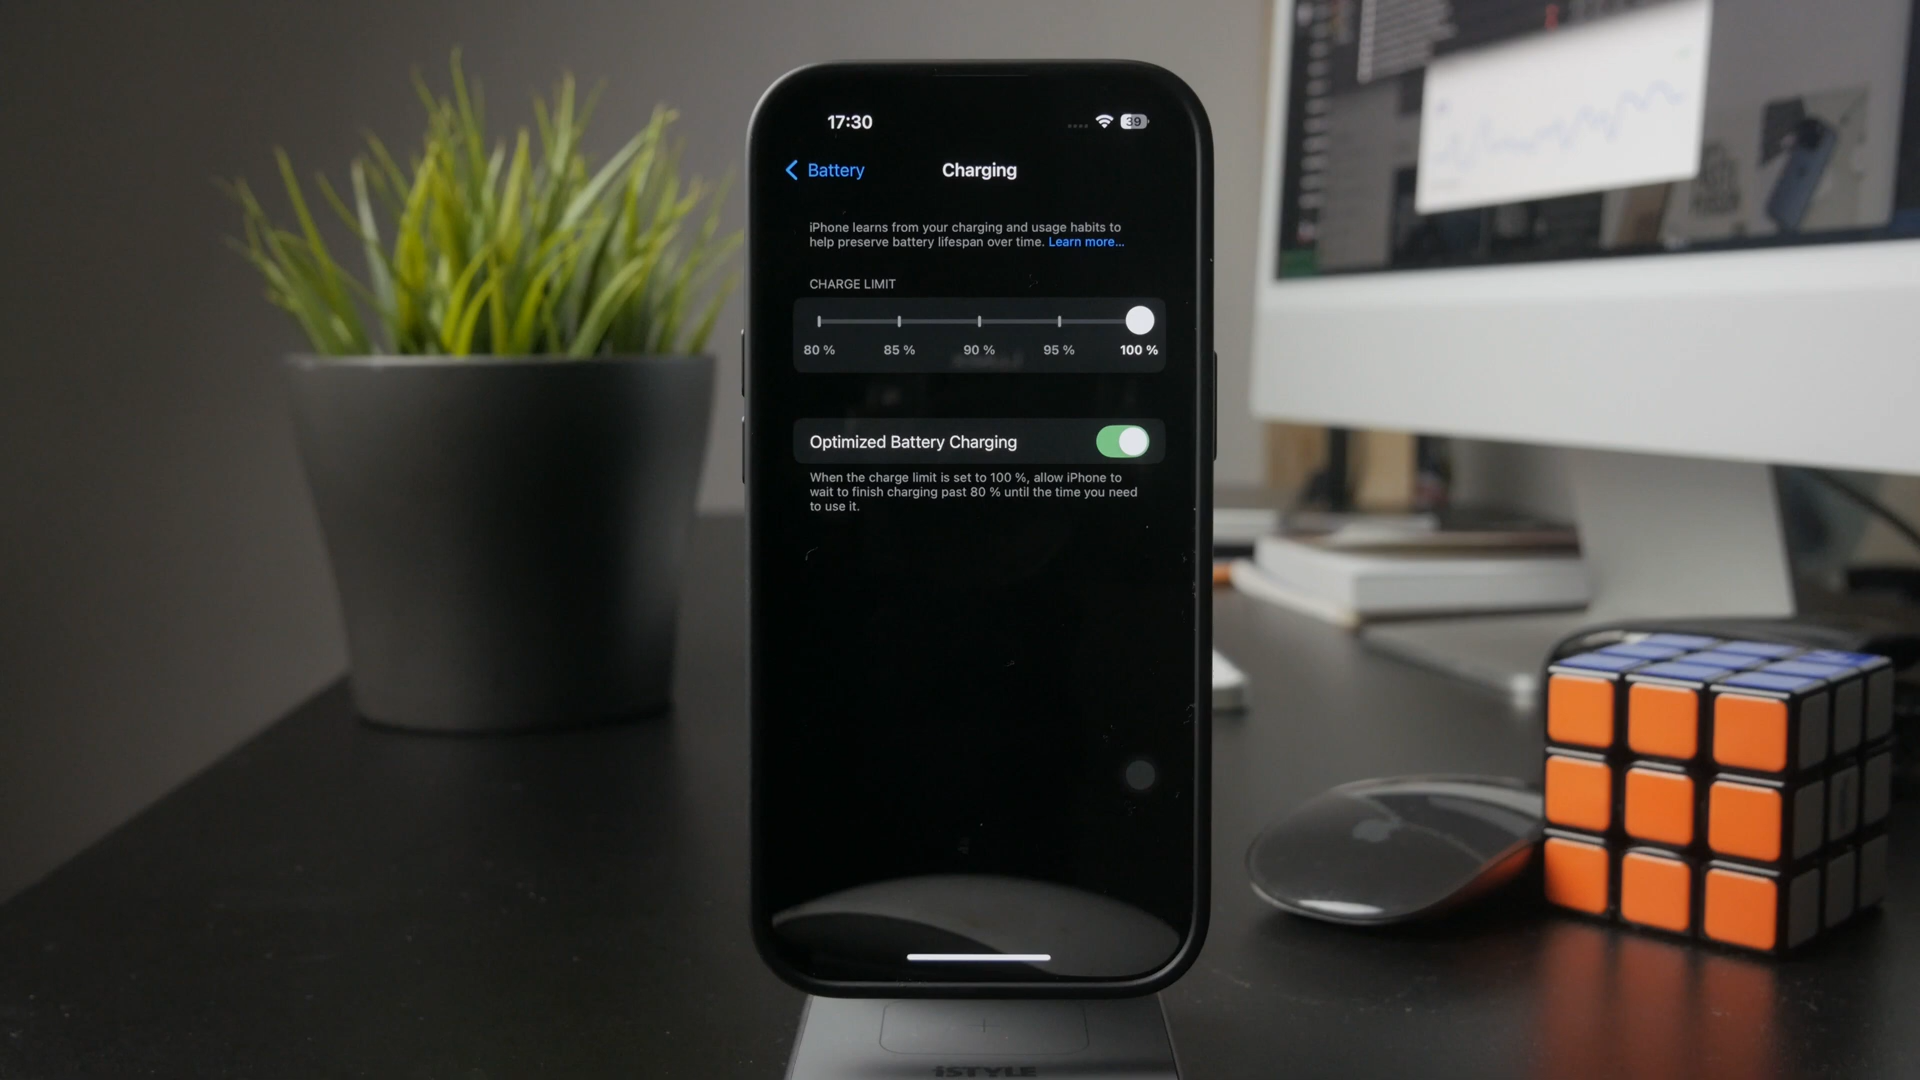 17:30
39
Battery
Charging
iPhone learns from your charging and usage habits to
help preserve battery lifespan over time. Learn more...
CHARGE LIMIT
80 %
85 %
90 %
95 %
100 %
Optimized Battery Charging
When the charge limit is set to 100 %, allow iPhone to
wait to finish charging past 80 % until the time you need
to use it.
iSTYLE